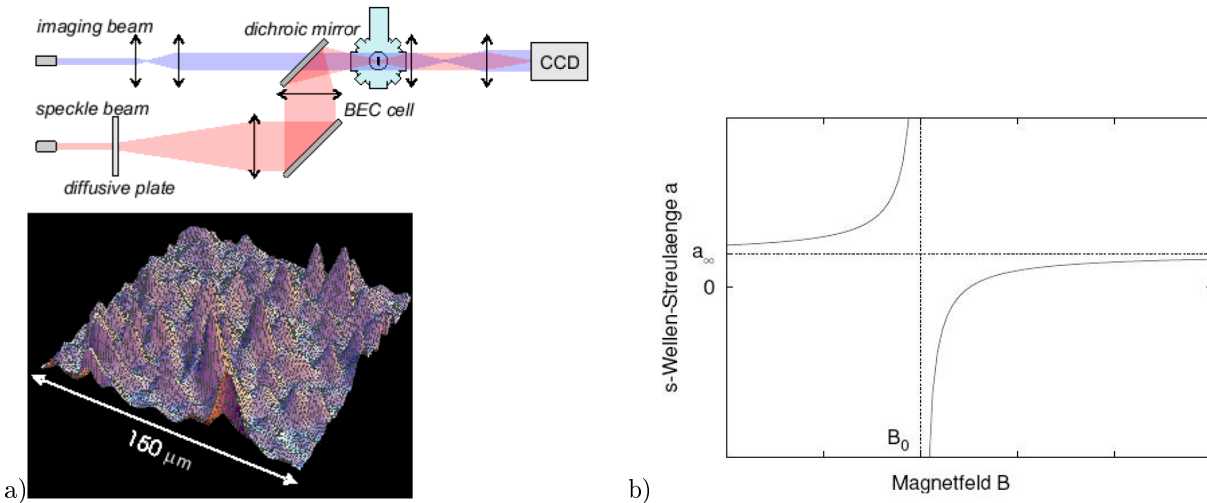 imaging beam
dichroic mirror
CCD
speckle beam
BEC cell
diffusive plate
150 μm
a)
s-Wellen-Streulaenge a
a∞
0
B0
Magnetfeld B
b)